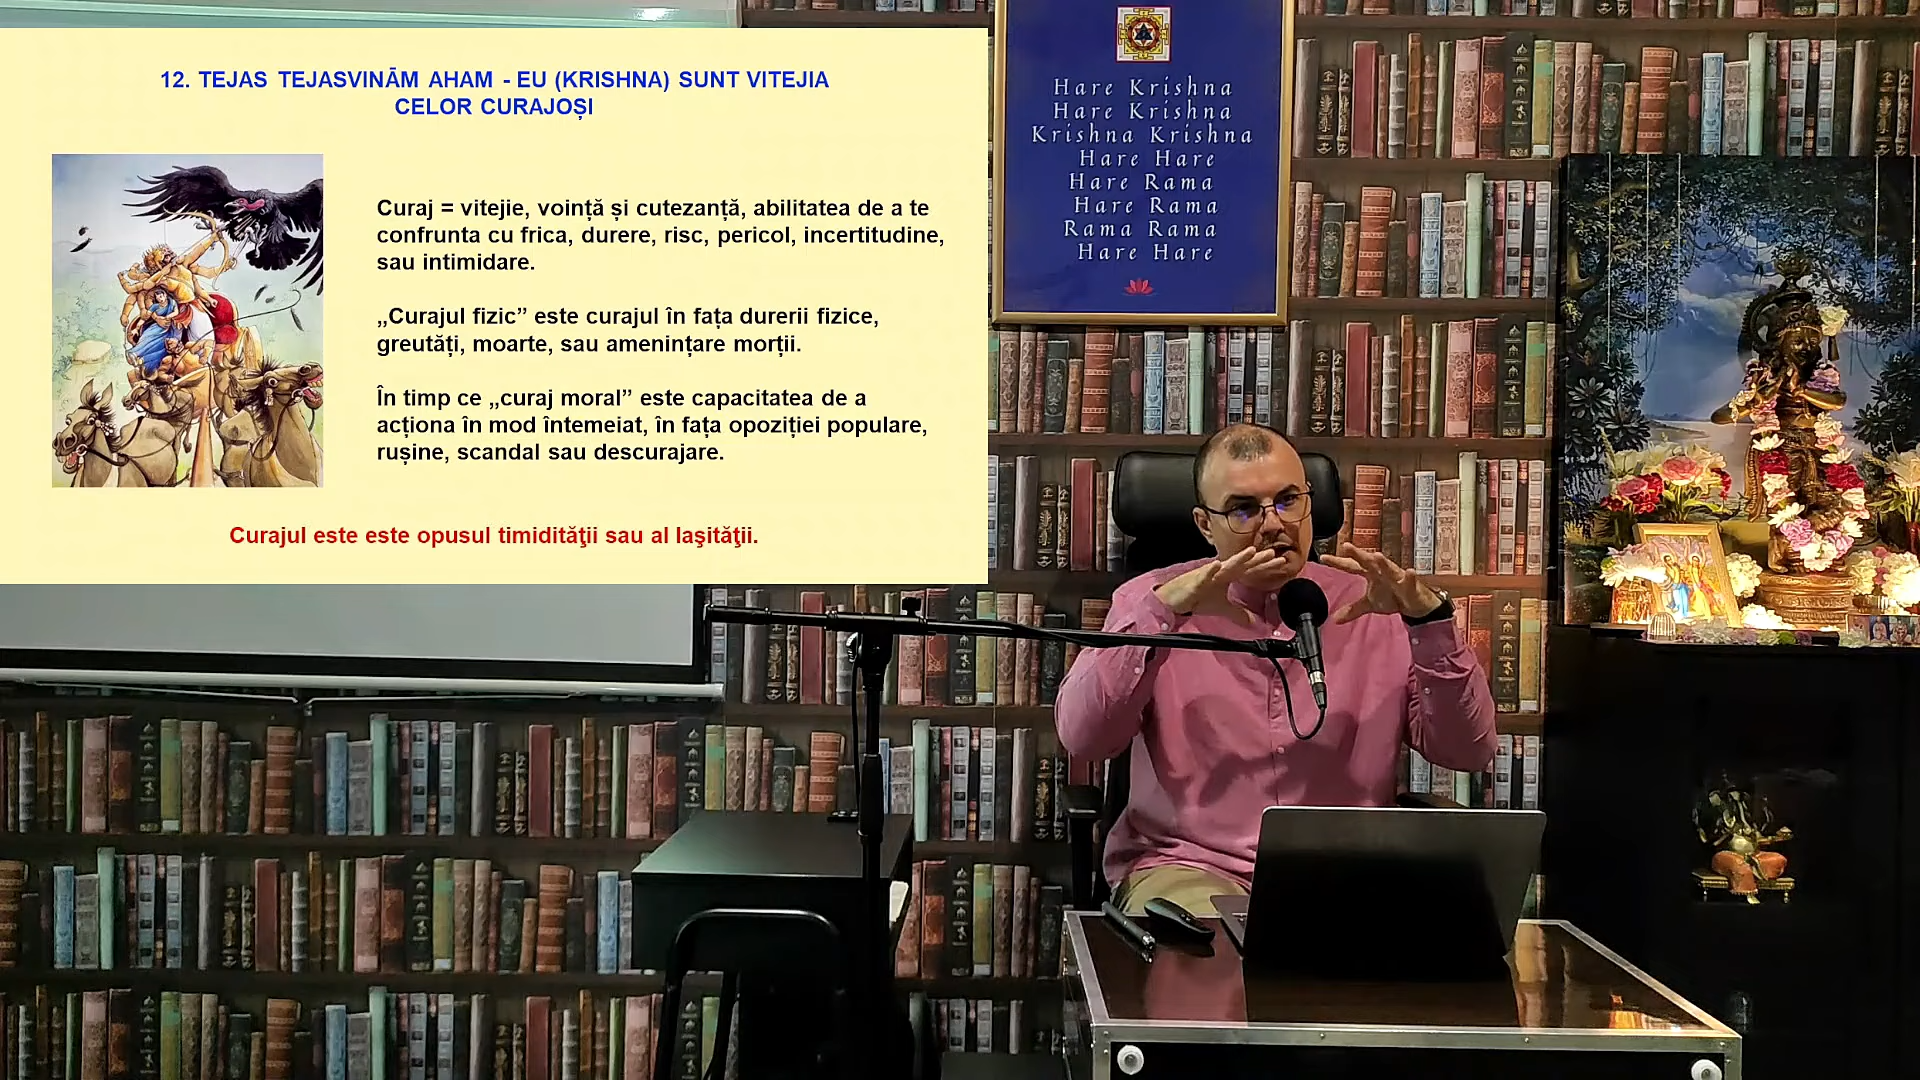 12. TEJAS TEJASVINĀM AHAM - EU (KRISHNA) SUNT VITEJIA
CELOR CURAJOȘI
Curaj = vitejie, voință și cutezanță, abilitatea de a te
confrunta cu frica, durere, risc, pericol, incertitudine,
sau intimidare.
„Curajul fizic” este curajul în fața durerii fizice,
greutăți, moarte, sau amenințare morții.
În timp ce „curaj moral” este capacitatea de a
acționa în mod întemeiat, în fața opoziției populare,
rușine, scandal sau descurajare.
Curajul este este opusul timidităţii sau al laşităţii.
Hare Krishna
Hare Krishna
Krishna Krishna
Hare Hare
Hare Rama
Hare Rama
Rama Rama
Hare Hare